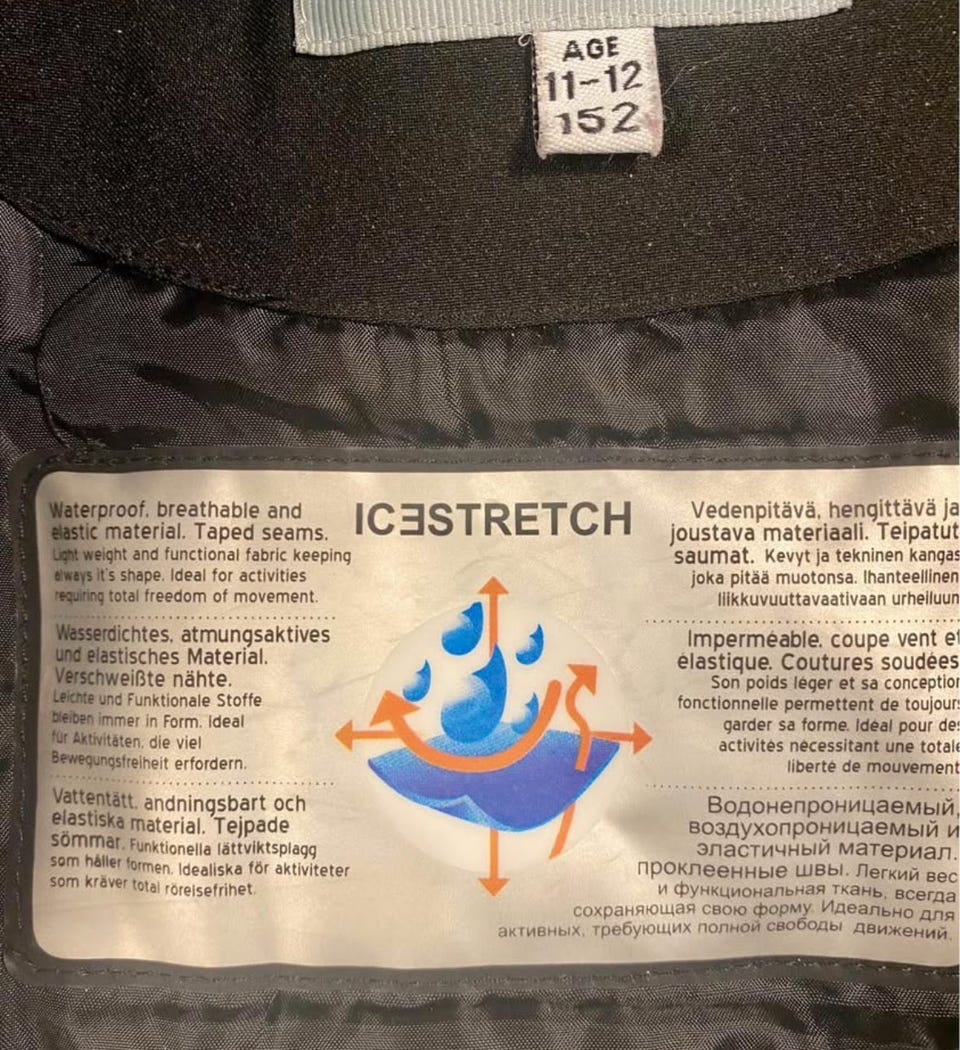 AGE
11-12
152
ICESTRETCH
Waterproof, breathable and
elastic material. Taped seams.
Light weight and functional fabric keeping
always it's shape. Ideal for activities
requiring total freedom of movement.
Wasserdichtes, atmungsaktives
und elastisches Material.
Verschweißte nähte.
Leichte und Funktionale Stoffe
bleiben immer in Form. Ideal
für Aktivitäten, die viel
Bewegungsfreiheit erfordern.
Vattentätt, andningsbart och
elastiska material. Tejpade
sömmar. Funktionella lättviktsplagg
som håller formen. Idealiska för aktiviteter
som kräver total rörelsefrihet.
Vedenpitävä, hengittävä ja
joustava materiaali. Teipatut
saumat. Kevyt ja tekninen kangas
joka pitää muotonsa. Ihanteellinen
liikkuvuuttavaativaan urheiluun
Imperméable, coupe vent et
élastique. Coutures soudées
Son poids léger et sa conception
fonctionnelle permettent de toujours
garder sa forme. Idéal pour des
activités nécessitant une totale
liberté de mouvement
Водонепроницаемый,
воздухопроницаемый и
эластичный материал.
проклеенные швы. Легкий вес
и функциональная ткань, всегда
сохраняющая свою форму. Идеально для
активных, требующих полной свободы движений.